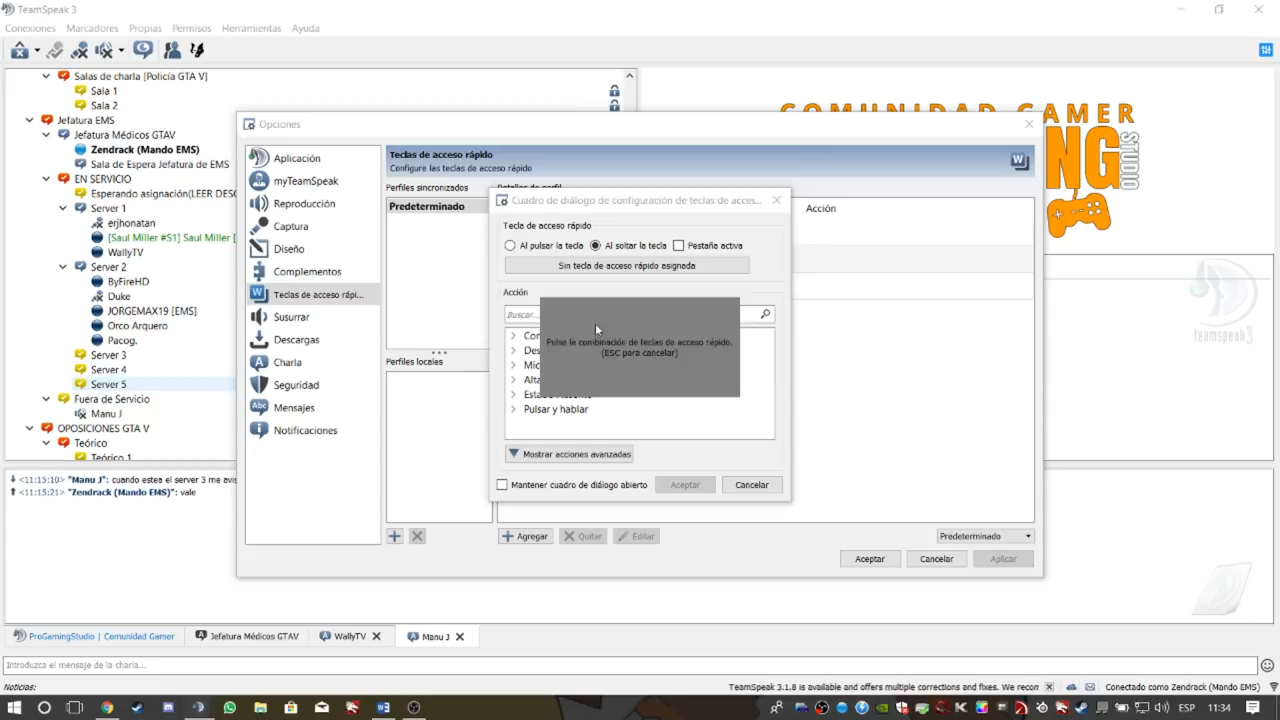 TeamSpeak 3
Conexiones Marcadores Propias Permisos Herramientas Ayuda
Salas de charla [Policía GTA V]
Sala 1
Sala 2
Jefatura EMS
Jefatura Médicos GTAV
Zendrack (Mando EMS)
Sala de Espera Jefatura de EMS
EN SERVICIO
Esperando asignación(LEER DESC
Server 1
erjhonatan
[Saul Miller #S1] Saul Miller [
WallyTV
Server 2
ByFireHD
Duke
JORGEMAX19 [EMS]
Orco Arquero
Pacog.
Server 3
Server 4
Server 5
Fuera de Servicio
Manu J
OPOSICIONES GTA V
Teórico
Teórico 1
COMUNIDAD GAMER
NG
STUDIO
teamspeak3
Opciones
Aplicación
myTeamSpeak
Reproducción
Captura
Diseño
Complementos
Teclas de acceso rápi...
Susurrar
Descargas
Charla
Seguridad
Mensajes
Notificaciones
Teclas de acceso rápido
Configure las teclas de acceso rápido
Perfiles sincronizados Detalles de perfil
Predeterminado
Acción
Perfiles locales
Cuadro de diálogo de configuración de teclas de acces...
Tecla de acceso rápido
Al pulsar la tecla Al soltar la tecla Pestaña activa
Sin tecla de acceso rápido asignada
Acción
Buscar...
Pulse la combinación de teclas de acceso rápido.
(ESC para cancelar)
Con
Des
Mic
Alta
Estado Ausente
Pulsar y hablar
Mostrar acciones avanzadas
Mantener cuadro de diálogo abierto Aceptar Cancelar
Agregar Quitar Editar Predeterminado
Aceptar Cancelar Aplicar
<11:15:10> "Manu J": cuando estea el server 3 me avis
<11:15:21> "Zendrack (Mando EMS)": vale
ProGamingStudio | Comunidad Gamer Jefatura Médicos GTAV WallyTV Manu J
Introduzca el mensaje de la charla...
Noticias: TeamSpeak 3.1.8 is available and offers multiple corrections and fixes. We recom Conectado como Zendrack (Mando EMS)
ESP 11:34